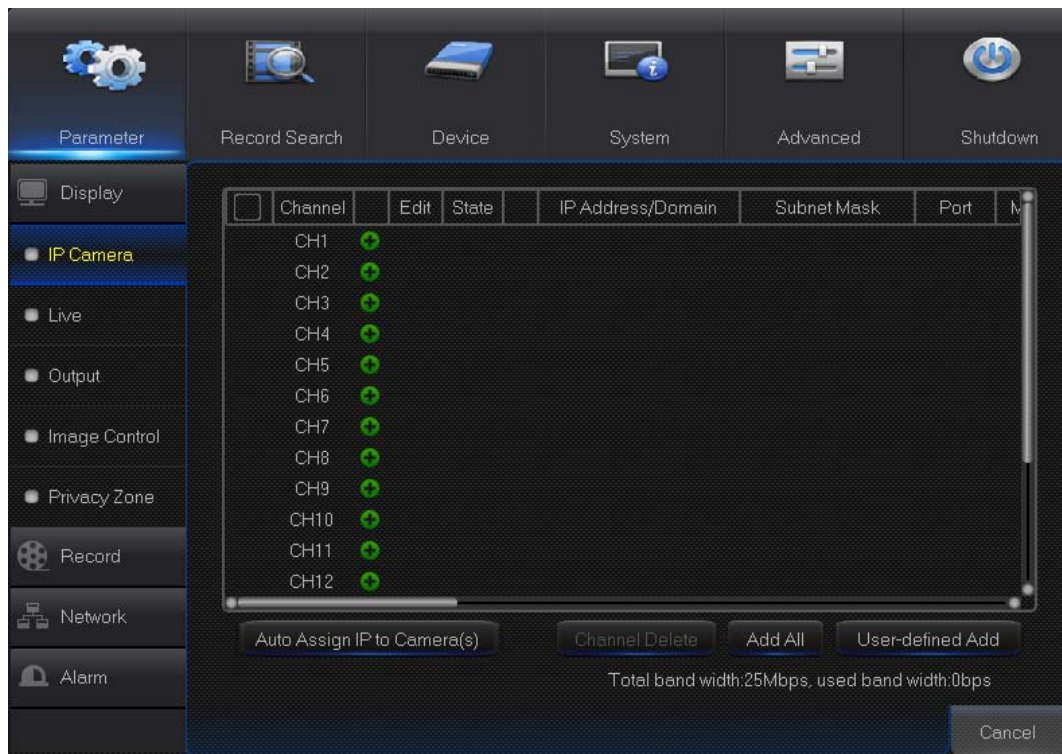 Parameter Record Search Device System Advanced Shutdown
Display
IP Camera
Live
Output
Image Control
Privacy Zone
Record
Network
Alarm
Channel Edit State IP Address/Domain Subnet Mask Port
CH1
CH2
CH3
CH4
CH5
CH6
CH7
CH8
CH9
CH10
CH11
CH12
Auto Assign IP to Camera(s) Channel Delete Add All User-defined Add
Total band width:25Mbps, used band width:0bps
Cancel